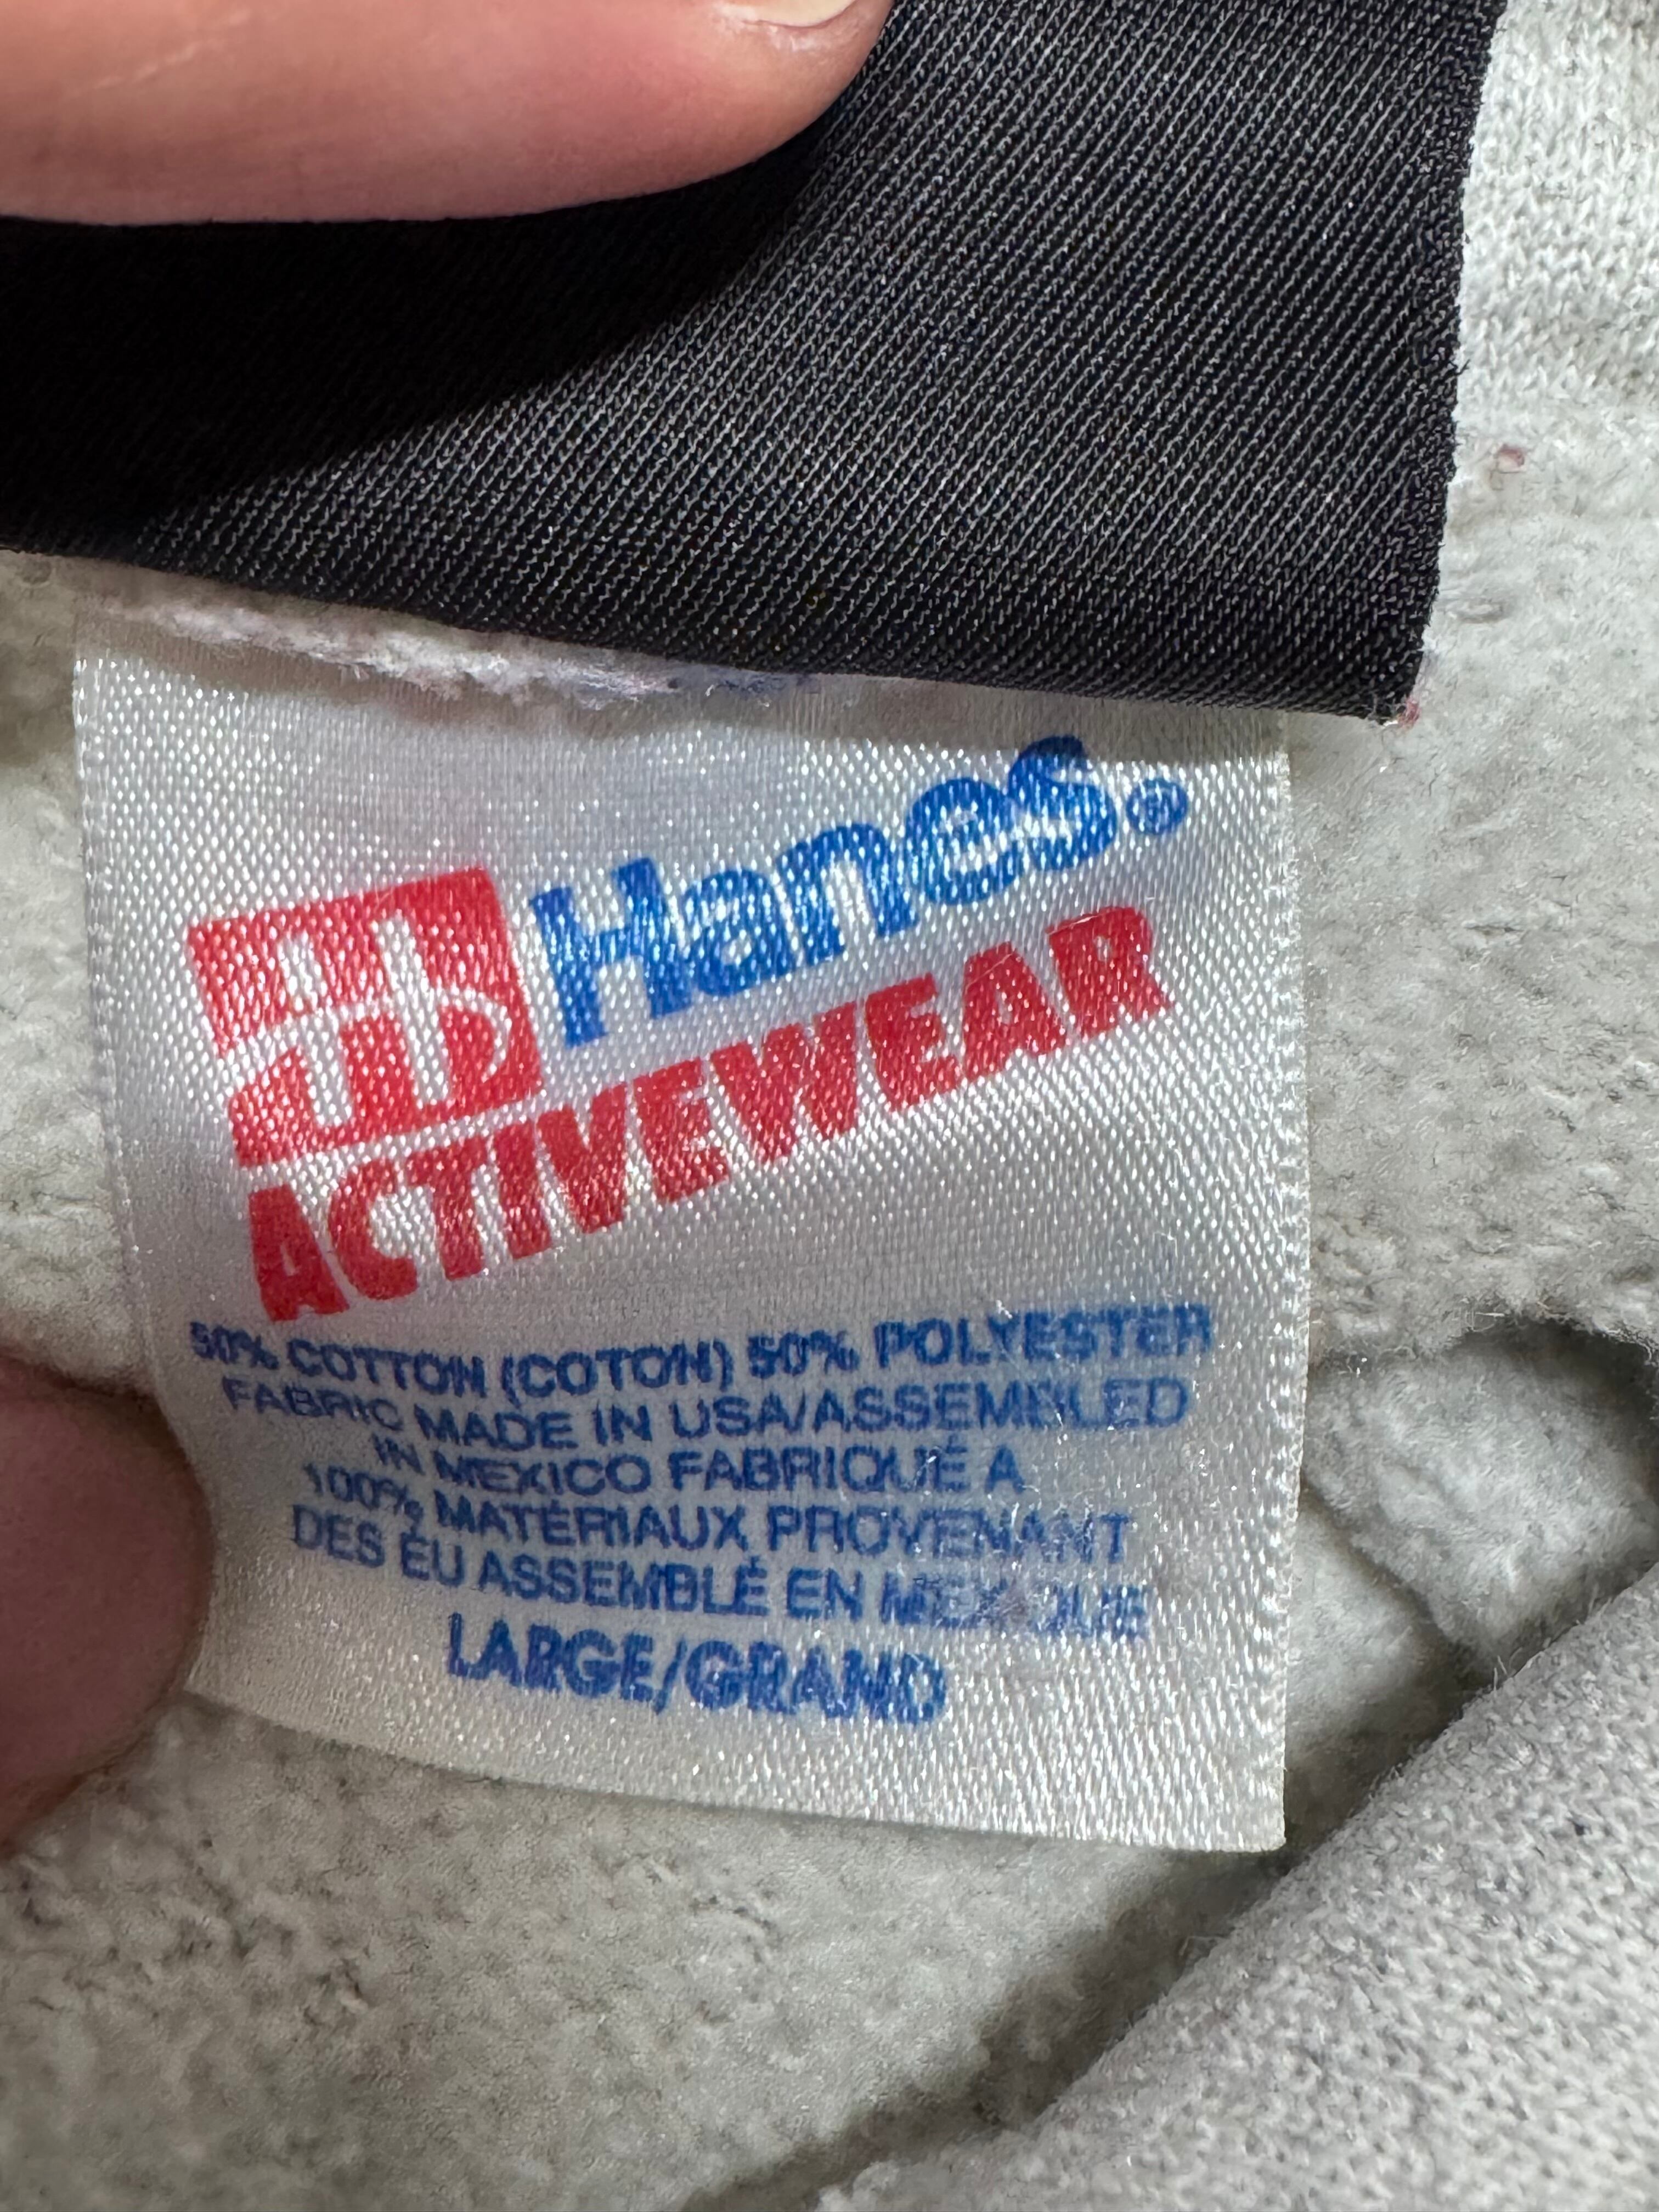 Hanes®
ACTIVEWEAR
50% COTTON (COTON) 50% POLYESTER
FABRIC MADE IN USA/ASSEMBLED
IN MEXICO FABRIQUÉ A
100% MATÉRIAUX PROVENANT
DES ÉU ASSEMBLÉ EN MEXIQUE
LARGE/GRAND